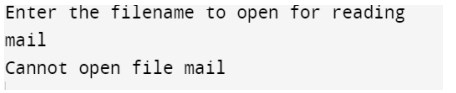 Enter the filename to open for reading
mail
Cannot open file mail